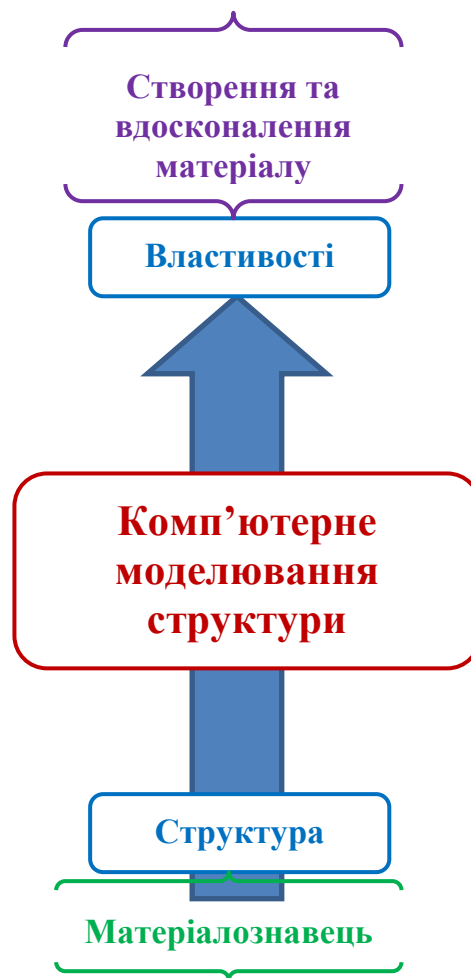 Створення та
вдосконалення
матеріалу
Властивості
Комп’ютерне
моделювання
структури
Структура
Матеріалознавець